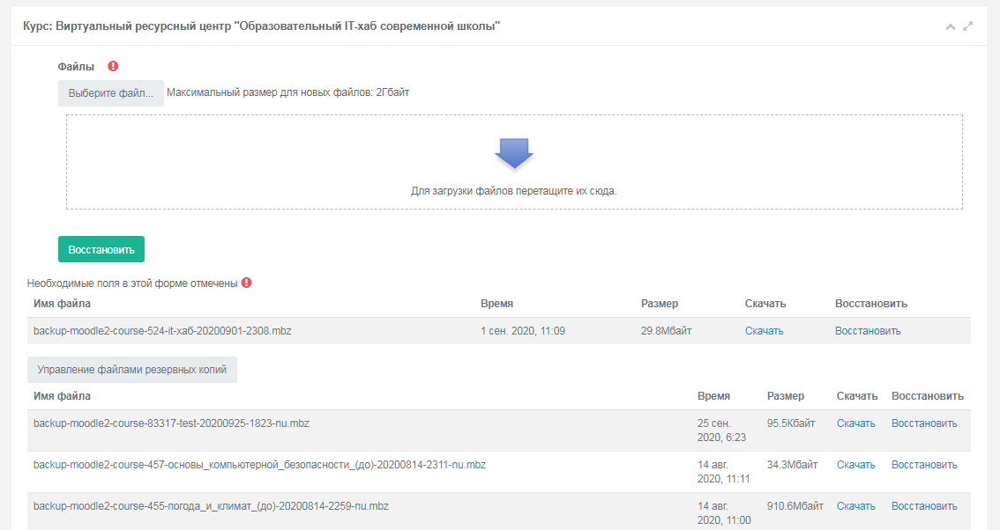 Курс: Виртуальный ресурсный центр "Образовательный IT-хаб современной школы"
Файлы
Выберите файл...
Максимальный размер для новых файлов: 2Гбайт
Для загрузки файлов перетащите их сюда.
Восстановить
Необходимые поля в этой форме отмечены
Имя файла Время Размер Скачать Восстановить
backup-moodle2-course-524-it-хаб-20200901-2308.mbz 1 сен. 2020, 11:09 29.8Мбайт Скачать Восстановить
Управление файлами резервных копий
Имя файла Время Размер Скачать Восстановить
backup-moodle2-course-83317-test-20200925-1823-nu.mbz 25 сен. 95.5Кбайт Скачать Восстановить
2020, 6:23
backup-moodle2-course-457-основы_компьютерной_безопасности_(до)-20200814-2311-nu.mbz 14 авг. 34.3Мбайт Скачать Восстановить
2020, 11:11
backup-moodle2-course-455-погода_и_климат_(до)-20200814-2259-nu.mbz 14 авг. 910.6Мбайт Скачать Восстановить
2020, 11:00